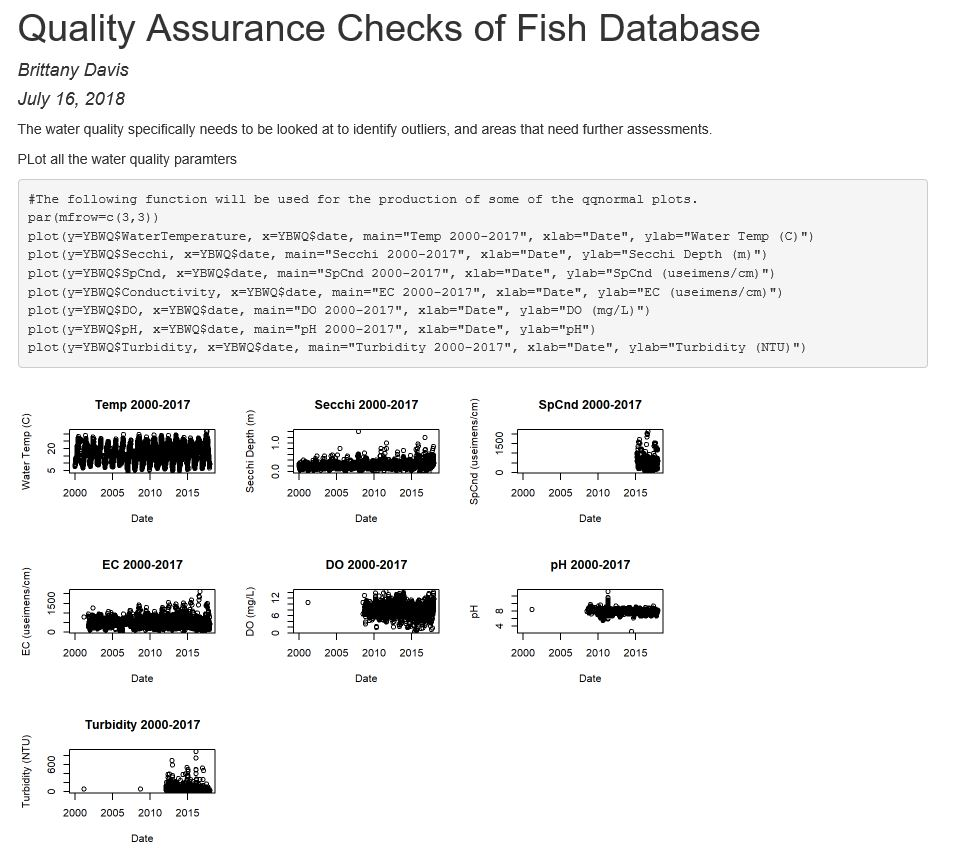 Quality Assurance Checks of Fish Database
Brittany Davis
July 16, 2018
The water quality specifically needs to be looked at to identify outliers, and areas that need further assessments.
PLot all the water quality paramters
#The following function will be used for the production of some of the qqnormal plots.
par(mfrow=c(3,3))
plot(y=YBWQ$WaterTemperature, x=YBWQ$date, main="Temp 2000-2017", xlab="Date", ylab="Water Temp (C)")
plot(y=YBWQ$Secchi, x=YBWQ$date, main="Secchi 2000-2017", xlab="Date", ylab="Secchi Depth (m)")
plot(y=YBWQ$SpCnd, x=YBWQ$date, main="SpCnd 2000-2017", xlab="Date", ylab="SpCnd (useimens/cm)")
plot(y=YBWQ$Conductivity, x=YBWQ$date, main="EC 2000-2017", xlab="Date", ylab="EC (useimens/cm)")
plot(y=YBWQ$DO, x=YBWQ$date, main="DO 2000-2017", xlab="Date", ylab="DO (mg/L)")
plot(y=YBWQ$pH, x=YBWQ$date, main="pH 2000-2017", xlab="Date", ylab="pH")
plot(y=YBWQ$Turbidity, x=YBWQ$date, main="Turbidity 2000-2017", xlab="Date", ylab="Turbidity (NTU)")
Temp 2000-2017
Water Temp (C)
5 20
2000 2005 2010 2015
Date
Secchi 2000-2017
Secchi Depth (m)
0.0 1.0
2000 2005 2010 2015
Date
SpCnd 2000-2017
SpCnd (useimens/cm)
0 1500
2000 2005 2010 2015
Date
EC 2000-2017
EC (useimens/cm)
0 1500
2000 2005 2010 2015
Date
DO 2000-2017
DO (mg/L)
0 6 12
2000 2005 2010 2015
Date
pH 2000-2017
pH
4 8
2000 2005 2010 2015
Date
Turbidity 2000-2017
Turbidity (NTU)
0 600
2000 2005 2010 2015
Date